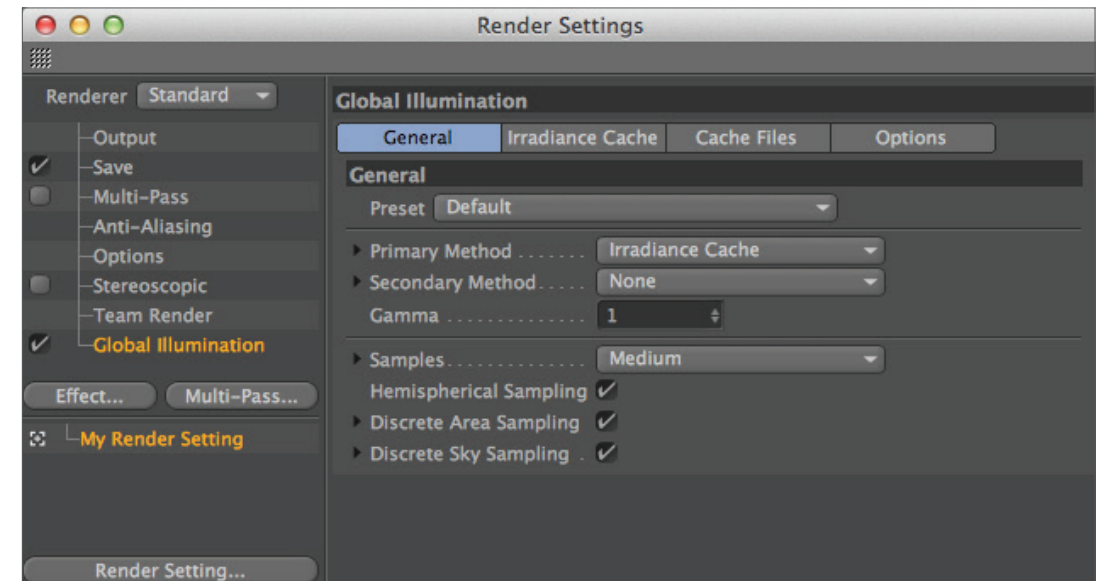 Render Settings
Renderer Standard
Output
Save
Multi-Pass
Anti-Aliasing
Options
Stereoscopic
Team Render
Global Illumination
Effect... Multi-Pass...
My Render Setting
Render Setting...
Global Illumination
General Irradiance Cache Cache Files Options
General
Preset Default
Primary Method ....... Irradiance Cache
Secondary Method..... None
Gamma .............. 1
Samples.............. Medium
Hemispherical Sampling
Discrete Area Sampling
Discrete Sky Sampling .